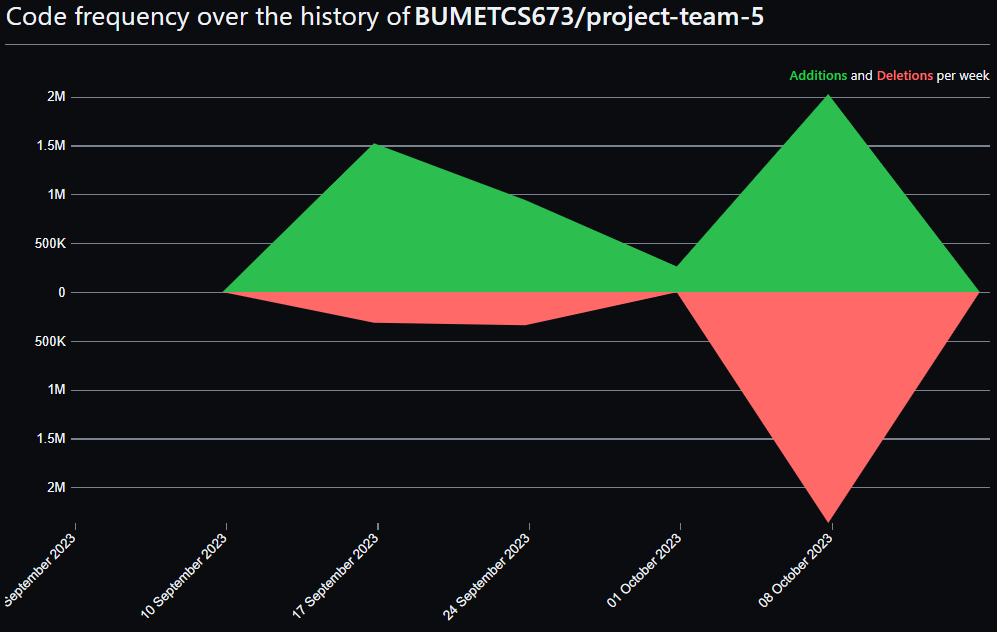 Code frequency over the history of BUMETCS673/project-team-5
Additions and Deletions per week
2M
1.5M
1M
500K
0
500K
1M
1.5M
2M
September 2023
10 September 2023
17 September 2023
24 September 2023
01 October 2023
08 October 2023